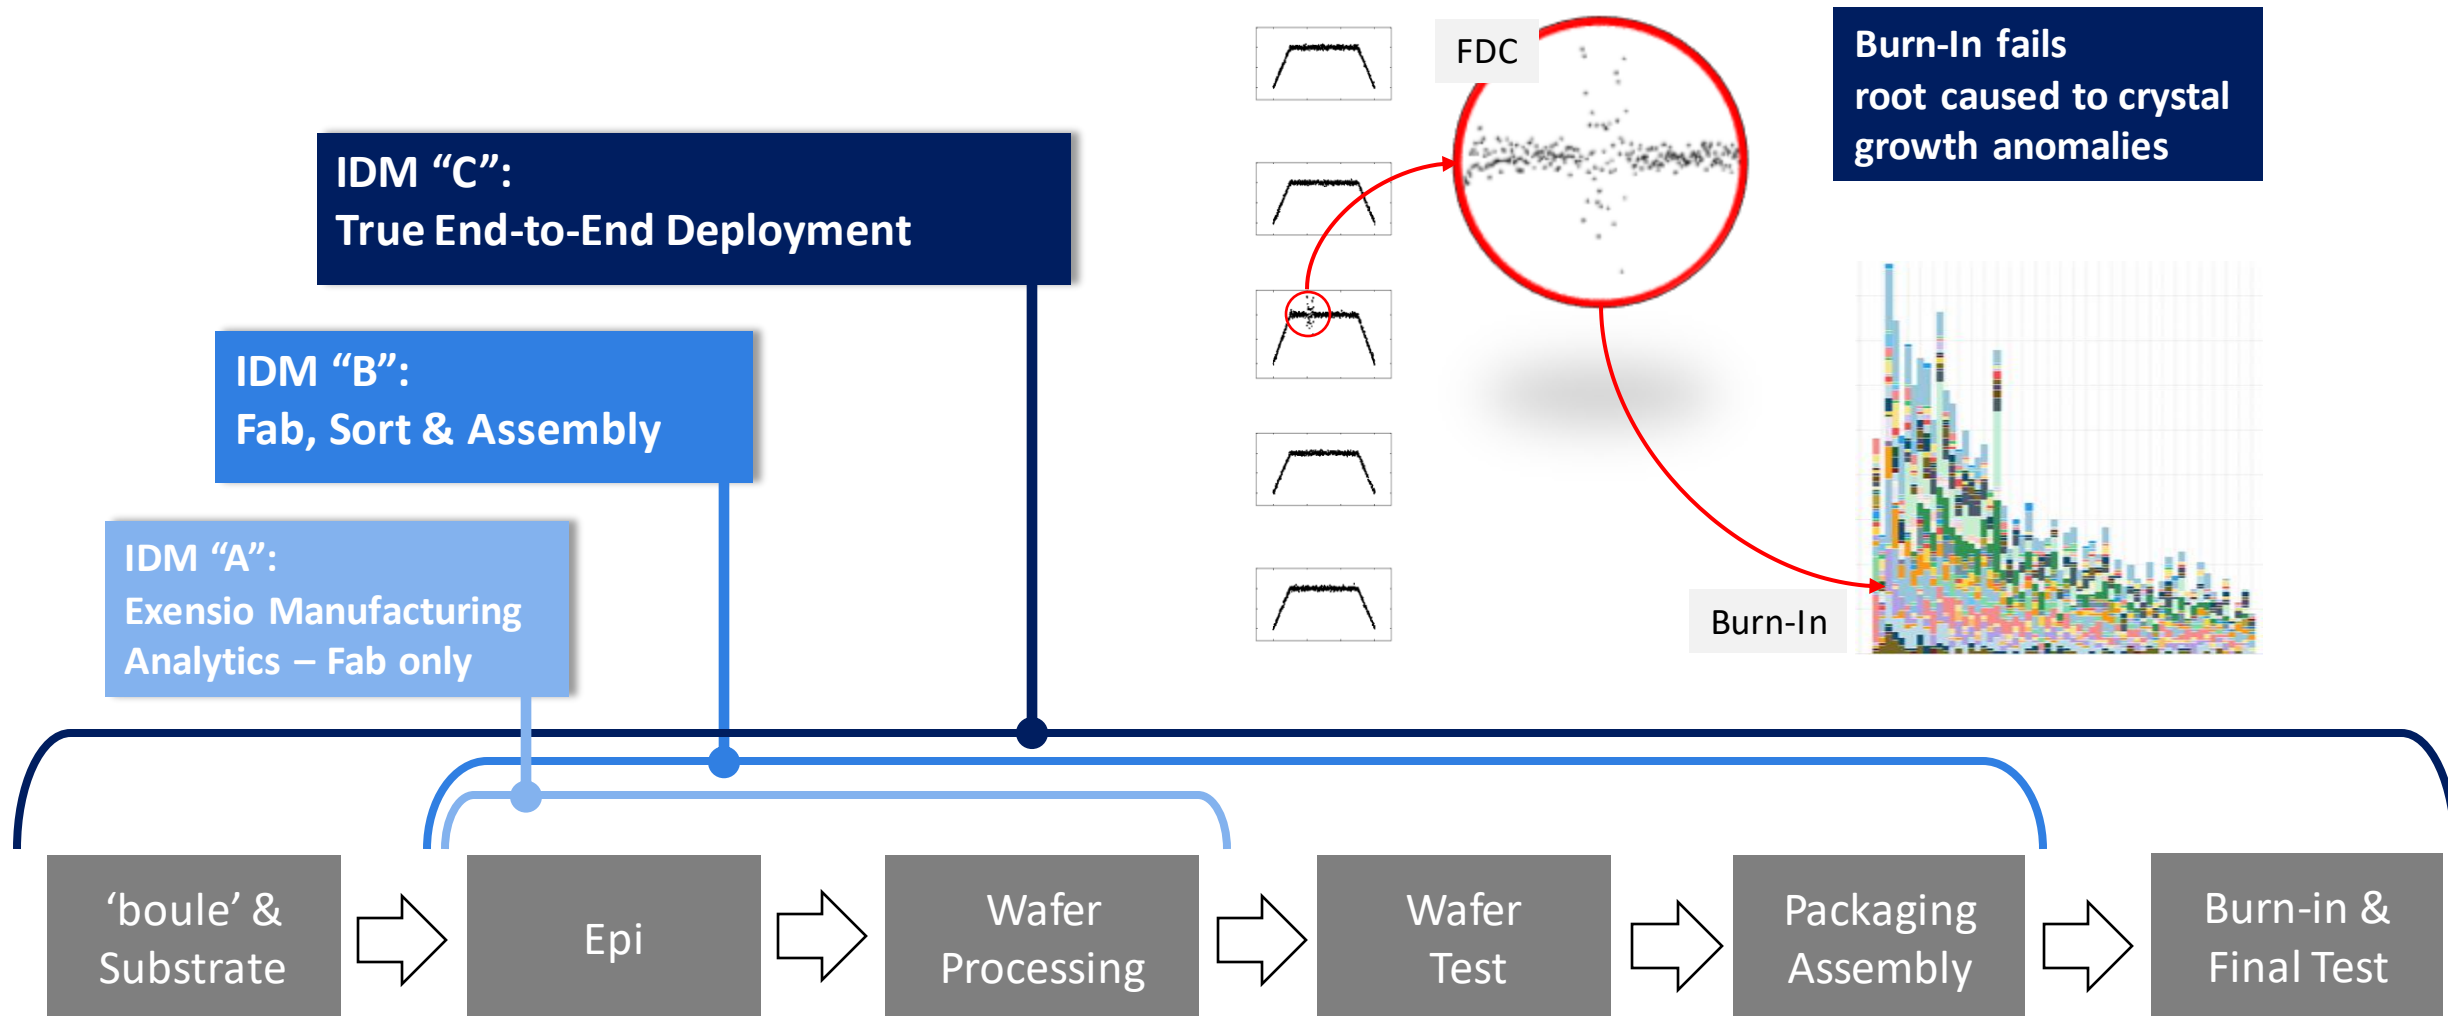 FDC
Burn-In fails
root caused to crystal
growth anomalies
IDM “C”:
True End-to-End Deployment
IDM “B”:
Fab, Sort & Assembly
IDM “A”:
Exensio Manufacturing
Analytics – Fab only
Burn-In
‘boule’ &
Substrate
Epi
Wafer
Processing
Wafer
Test
Packaging
Assembly
Burn-in &
Final Test